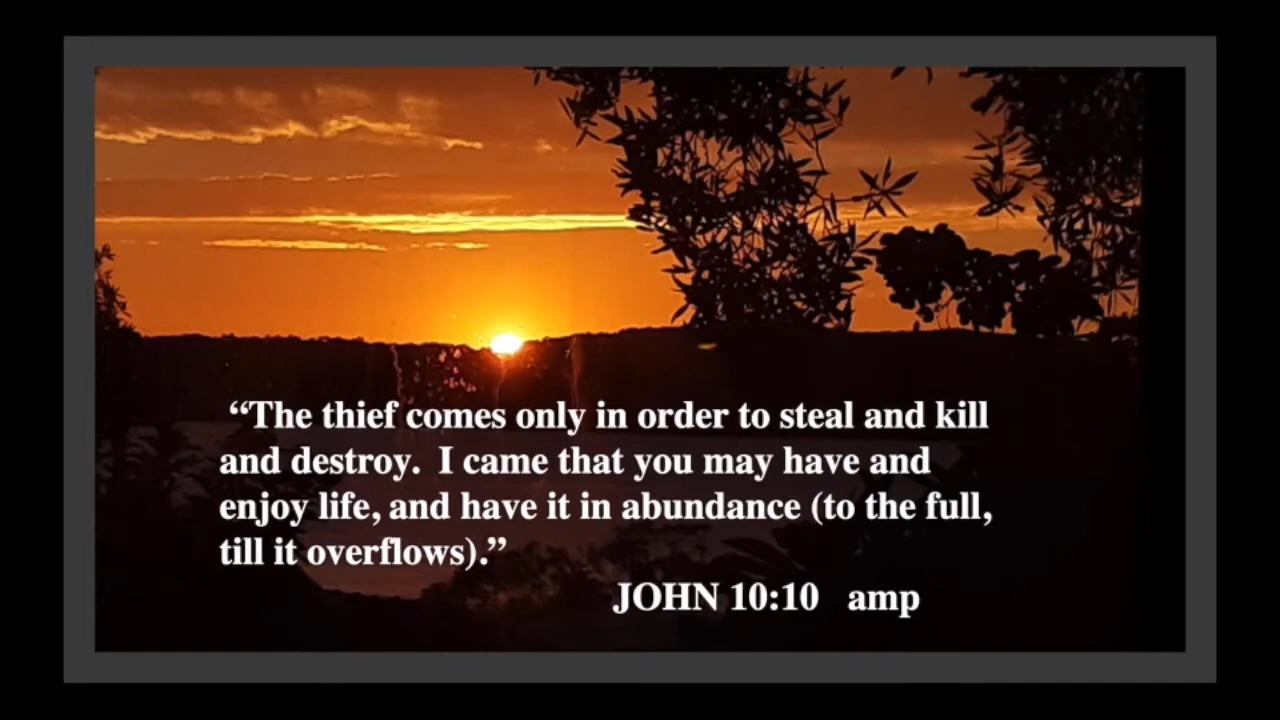 “The thief comes only in order to steal and kill
and destroy.  I came that you may have and
enjoy life, and have it in abundance (to the full,
till it overflows).”
JOHN 10:10   amp